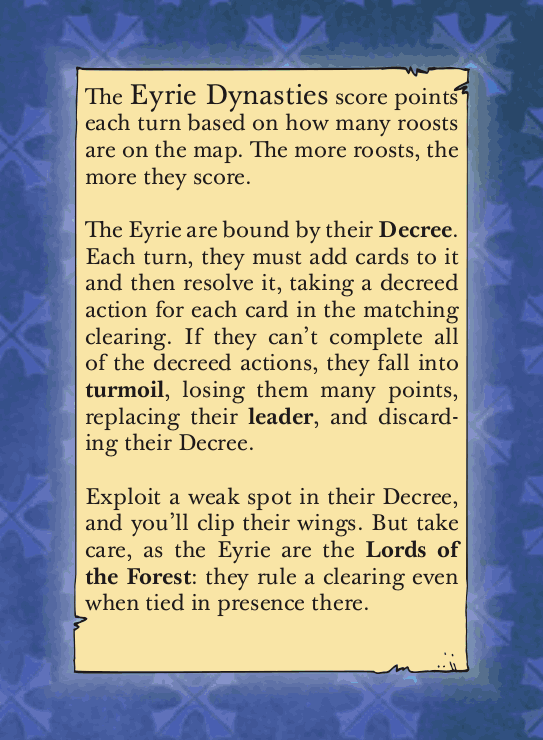 The Eyrie Dynasties score points
each turn based on how many roosts
are on the map. The more roosts, the
more they score.
The Eyrie are bound by their Decree.
Each turn, they must add cards to it
and then resolve it, taking a decreed
action for each card in the matching
clearing. If they can't complete all
of the decreed actions, they fall into
turmoil, losing them many points,
replacing their leader, and discard-
ing their Decree.
Exploit a weak spot in their Decree,
and you'll clip their wings. But take
care, as the Eyrie are the Lords of
the Forest: they rule a clearing even
when tied in presence there.